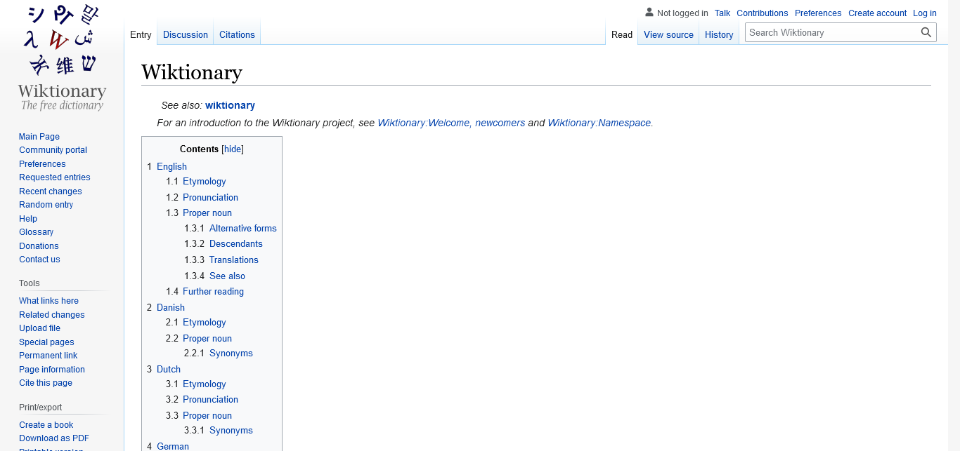 Not logged in Talk Contributions Preferences Create account Log in
Entry Discussion Citations Read View source History Search Wiktionary
Wiktionary
The free dictionary
Main Page
Community portal
Preferences
Requested entries
Recent changes
Random entry
Help
Glossary
Donations
Contact us
Tools
What links here
Related changes
Upload file
Special pages
Permanent link
Page information
Cite this page
Print/export
Create a book
Download as PDF
Printable version
Wiktionary
See also: wiktionary
For an introduction to the Wiktionary project, see Wiktionary:Welcome, newcomers and Wiktionary:Namespace.
Contents [hide]
1 English
1.1 Etymology
1.2 Pronunciation
1.3 Proper noun
1.3.1 Alternative forms
1.3.2 Descendants
1.3.3 Translations
1.3.4 See also
1.4 Further reading
2 Danish
2.1 Etymology
2.2 Proper noun
2.2.1 Synonyms
3 Dutch
3.1 Etymology
3.2 Pronunciation
3.3 Proper noun
3.3.1 Synonyms
4 German